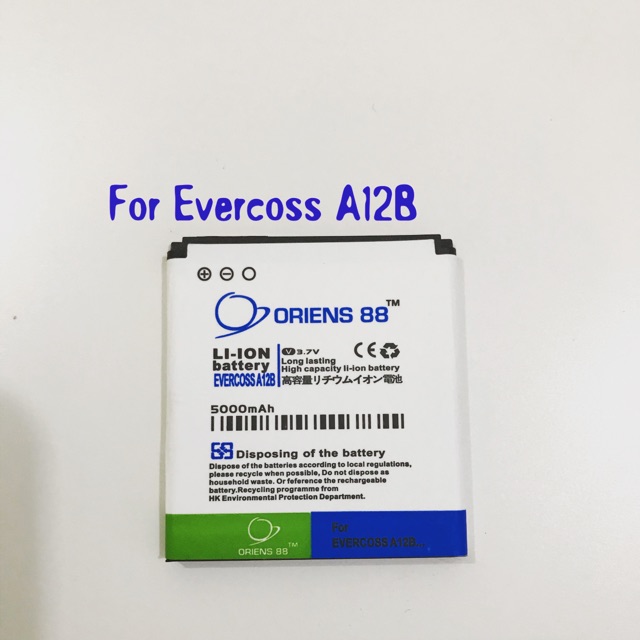 For Evercoss A12B
ORIENS 88™
LI-ION
battery
EVERCOSS A12B
V 3.7V
Long lasting
High capacity li-ion battery
高容量リチウムイオン電池
5000mAh
Disposing of the battery
Dispose of the batteries according to local regulations,
please recycle when possible, Do not dispose as
household waste. Or reference the rechargeable
battery.Recycling programme from
HK Environmental Protection Department.
ORIENS 88™
For
EVERCOSS A12B...